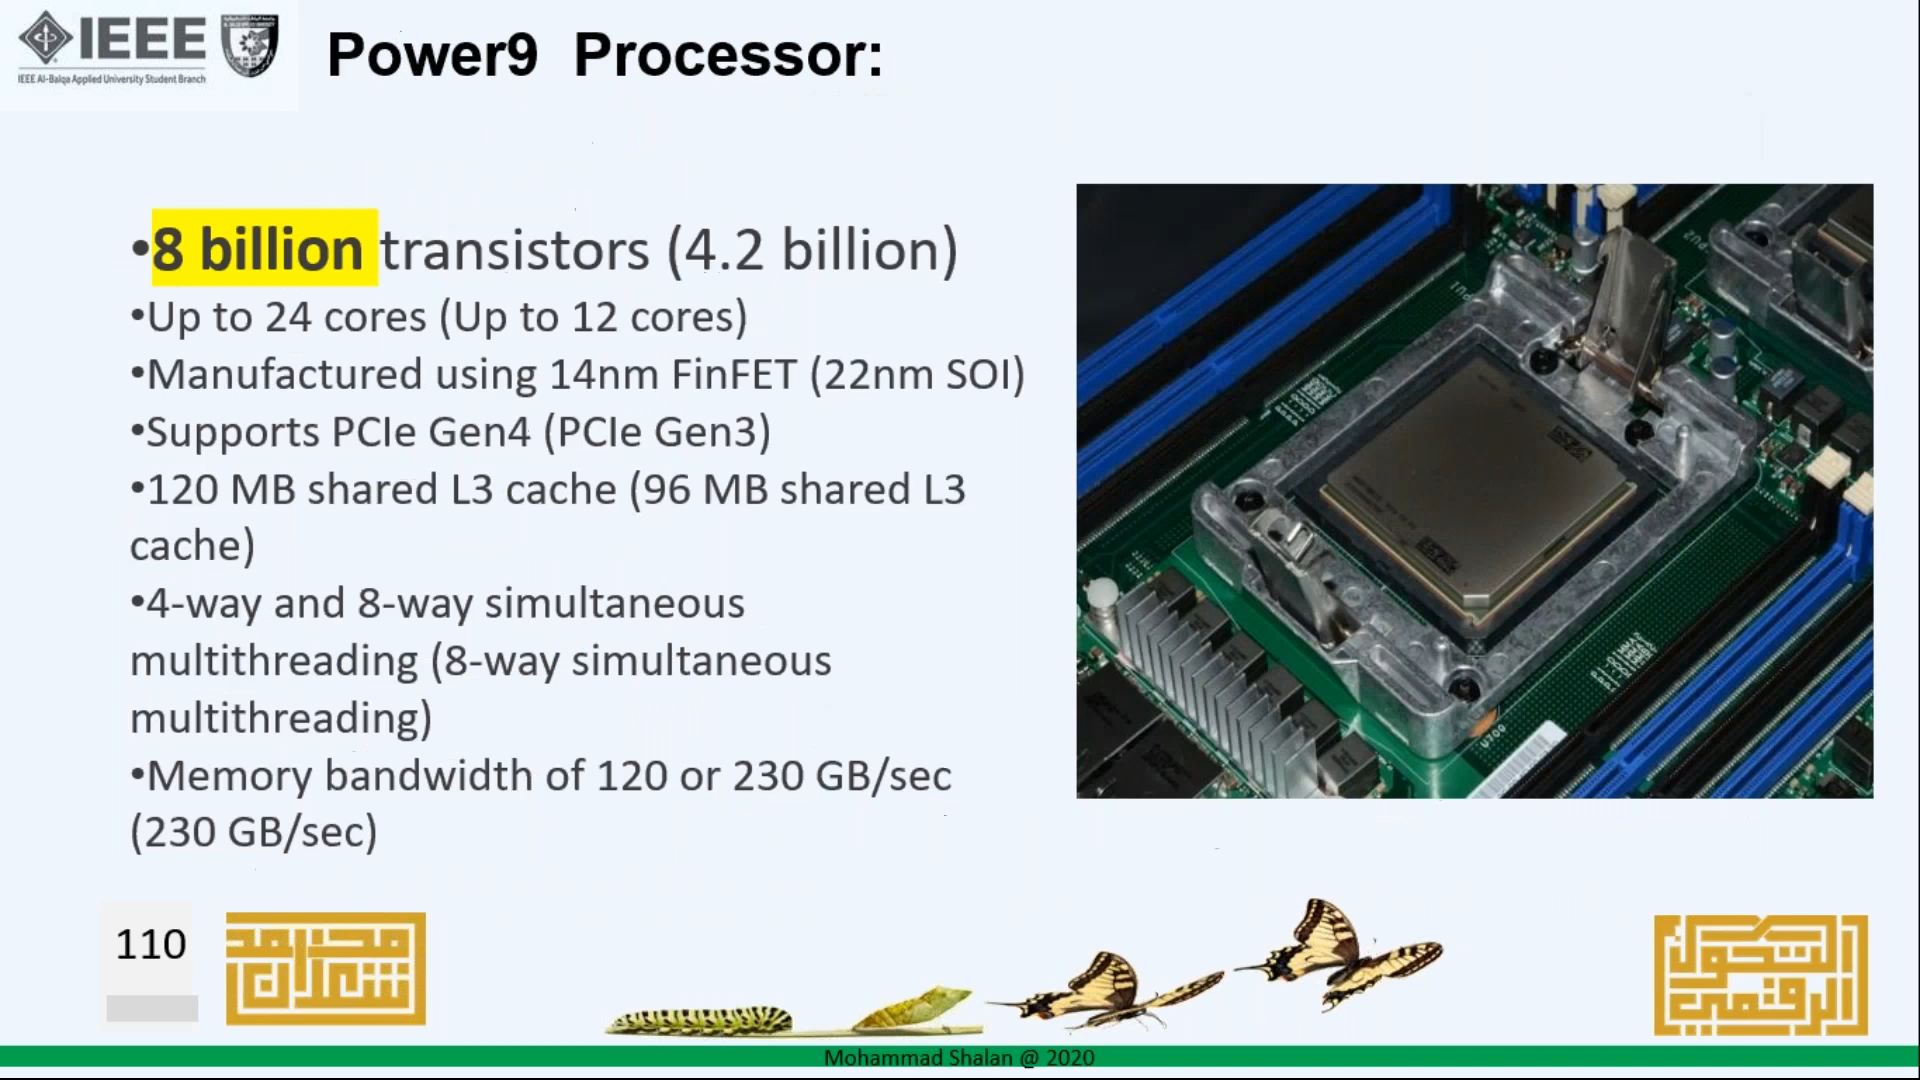 IEEE
IEEE Al-Balqa Applied University Student Branch
Power9 Processor:
•8 billion transistors (4.2 billion)
•Up to 24 cores (Up to 12 cores)
•Manufactured using 14nm FinFET (22nm SOI)
•Supports PCIe Gen4 (PCIe Gen3)
•120 MB shared L3 cache (96 MB shared L3
cache)
•4-way and 8-way simultaneous
multithreading (8-way simultaneous
multithreading)
•Memory bandwidth of 120 or 230 GB/sec
(230 GB/sec)
110
محمد
شعلان
التحول
الرقمي
Mohammad Shalan @ 2020